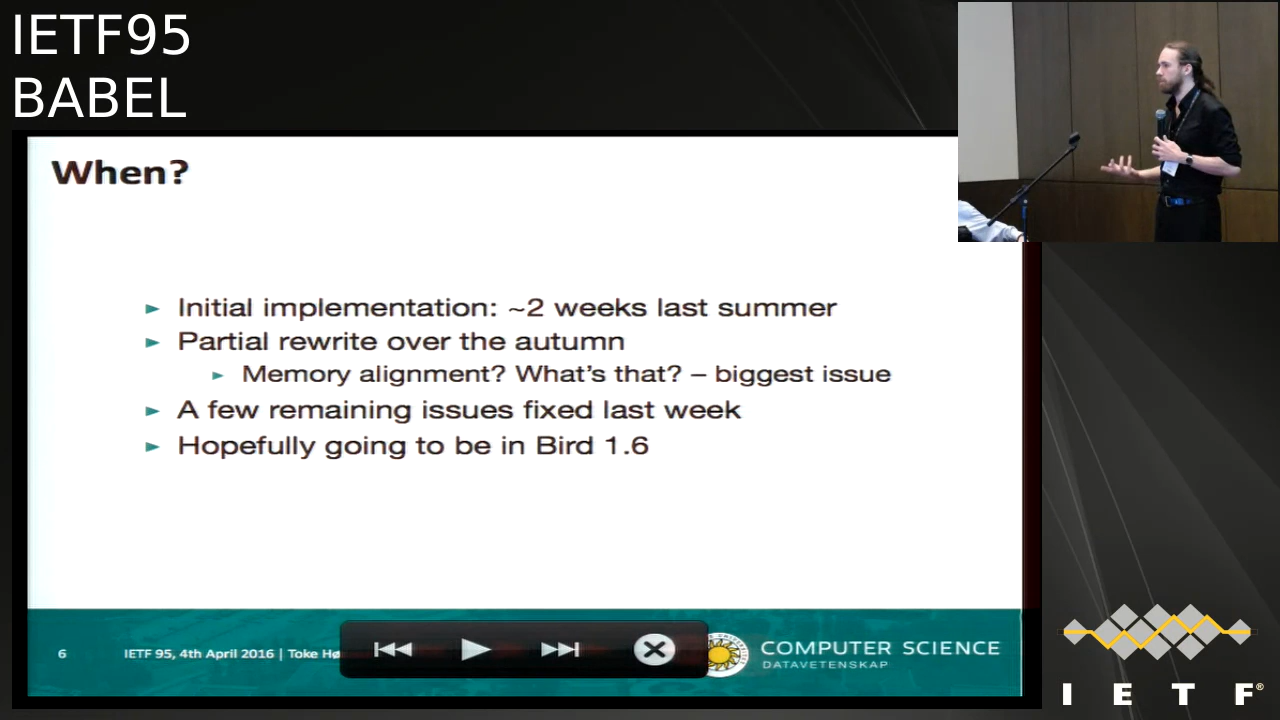 IETF95
BABEL
When?
► Initial implementation: ~2 weeks last summer
► Partial rewrite over the autumn
► Memory alignment? What's that? – biggest issue
► A few remaining issues fixed last week
► Hopefully going to be in Bird 1.6
6
IETF 95, 4th April 2016 | Toke Hø
COMPUTER SCIENCE
DATAVETENSKAP
I E T F®